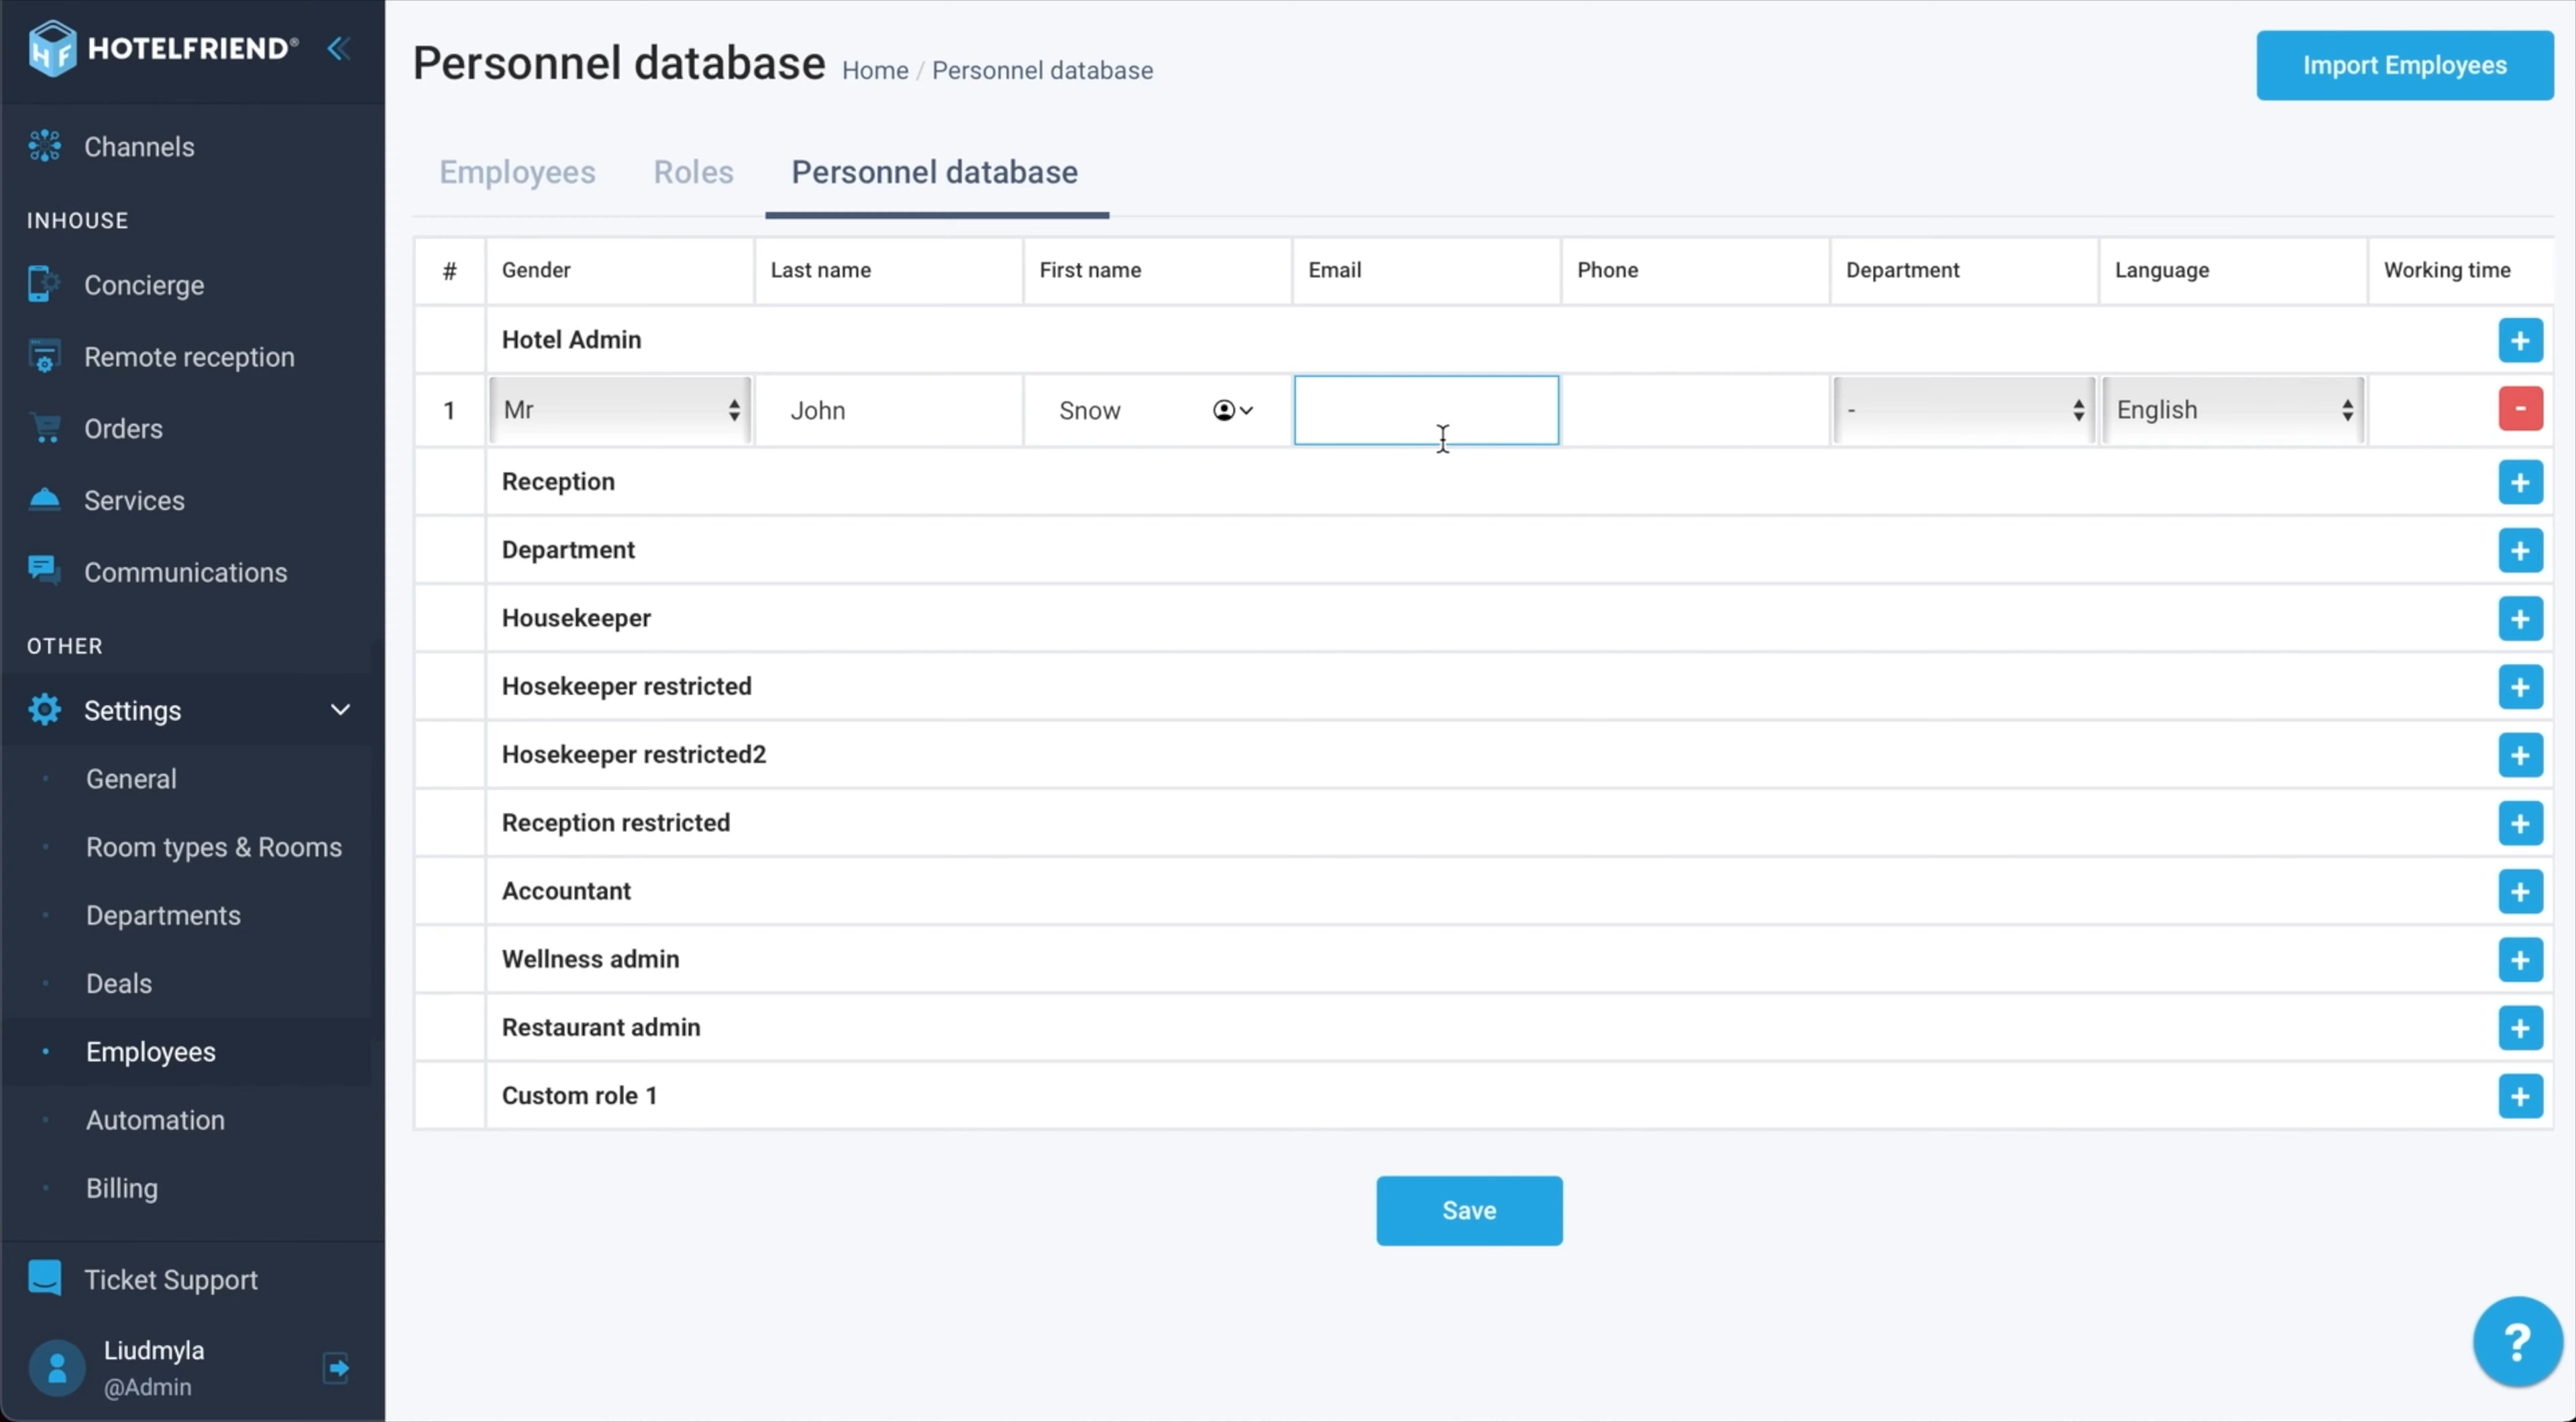 HOTELFRIEND®
Channels
INHOUSE
Concierge
Remote reception
Orders
Services
Communications
OTHER
Settings
General
Room types & Rooms
Departments
Deals
Employees
Automation
Billing
Ticket Support
Liudmyla
@Admin
Personnel database Home / Personnel database
Import Employees
Employees Roles Personnel database
# Gender Last name First name Email Phone Department Language Working time
Hotel Admin +
1 Mr John Snow - English -
Reception +
Department +
Housekeeper +
Hosekeeper restricted +
Hosekeeper restricted2 +
Reception restricted +
Accountant +
Wellness admin +
Restaurant admin +
Custom role 1 +
Save
?